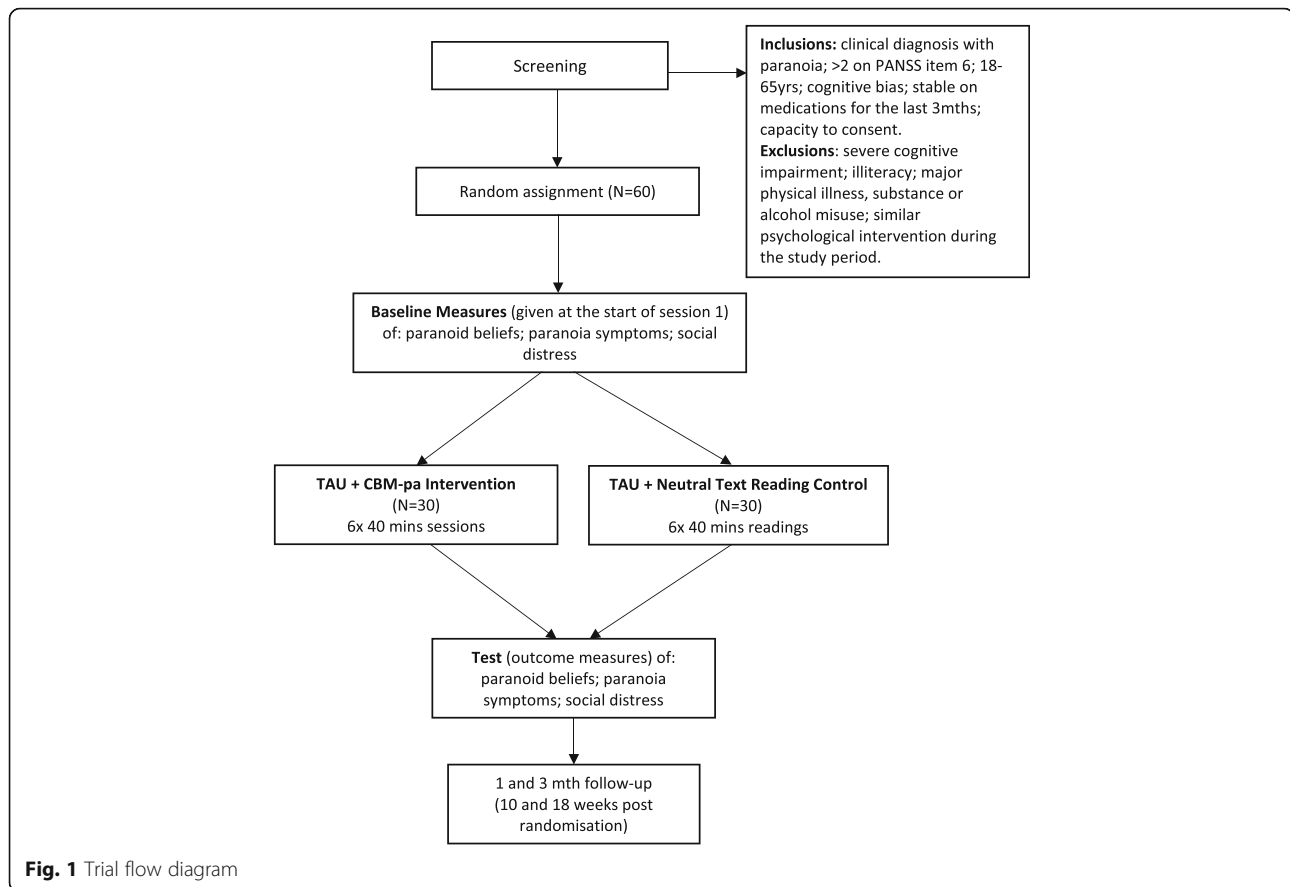 Screening
Inclusions: clinical diagnosis with
paranoia; >2 on PANSS item 6; 18-
65yrs; cognitive bias; stable on
medications for the last 3mths;
capacity to consent.
Exclusions: severe cognitive
impairment; illiteracy; major
physical illness, substance or
alcohol misuse; similar
psychological intervention during
the study period.
Random assignment (N=60)
Baseline Measures (given at the start of session 1)
of: paranoid beliefs; paranoia symptoms; social
distress
TAU + CBM-pa Intervention
(N=30)
6x 40 mins sessions
TAU + Neutral Text Reading Control
(N=30)
6x 40 mins readings
Test (outcome measures) of:
paranoid beliefs; paranoia
symptoms; social distress
1 and 3 mth follow-up
(10 and 18 weeks post
randomisation)
Fig. 1 Trial flow diagram